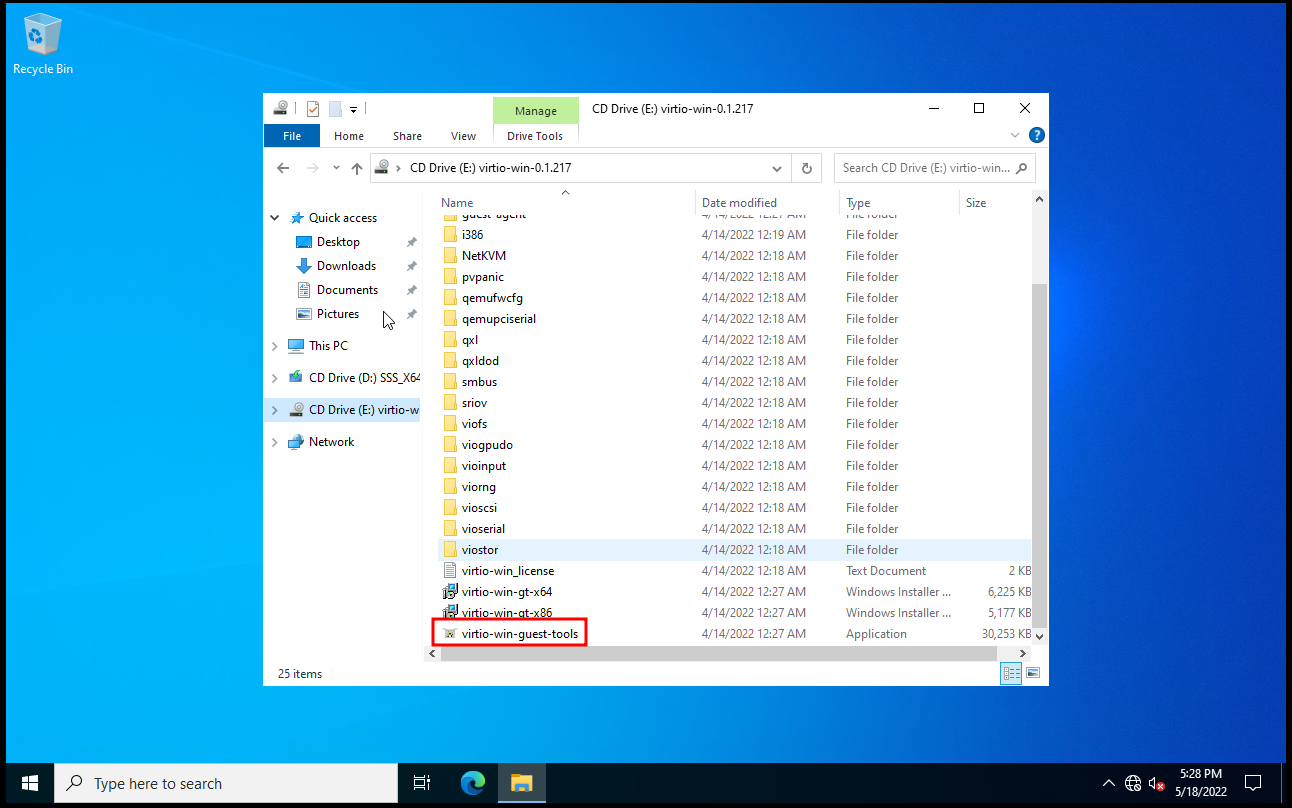 Recycle Bin
Manage
CD Drive (E:) virtio-win-0.1.217
File
Home
Share
View
Drive Tools
?
CD Drive (E:) virtio-win-0.1.217
Search CD Drive (E:) virtio-win...
Name
Date modified
Type
Size
Quick access
Desktop
Downloads
Documents
Pictures
This PC
CD Drive (D:) SSS_X64
CD Drive (E:) virtio-w
Network
guest-agent 4/14/2022 12:27 AM File folder
i386 4/14/2022 12:19 AM File folder
NetKVM 4/14/2022 12:18 AM File folder
pvpanic 4/14/2022 12:18 AM File folder
qemufwcfg 4/14/2022 12:18 AM File folder
qemupciserial 4/14/2022 12:18 AM File folder
qxl 4/14/2022 12:18 AM File folder
qxldod 4/14/2022 12:18 AM File folder
smbus 4/14/2022 12:18 AM File folder
sriov 4/14/2022 12:18 AM File folder
viofs 4/14/2022 12:18 AM File folder
viogpudo 4/14/2022 12:18 AM File folder
vioinput 4/14/2022 12:18 AM File folder
viorng 4/14/2022 12:18 AM File folder
vioscsi 4/14/2022 12:18 AM File folder
vioserial 4/14/2022 12:18 AM File folder
viostor 4/14/2022 12:18 AM File folder
virtio-win_license 4/14/2022 12:18 AM Text Document 2 KB
virtio-win-gt-x64 4/14/2022 12:27 AM Windows Installer ... 6,225 KB
virtio-win-gt-x86 4/14/2022 12:27 AM Windows Installer ... 5,177 KB
virtio-win-guest-tools 4/14/2022 12:27 AM Application 30,253 KB
25 items
Type here to search
5:28 PM
5/18/2022